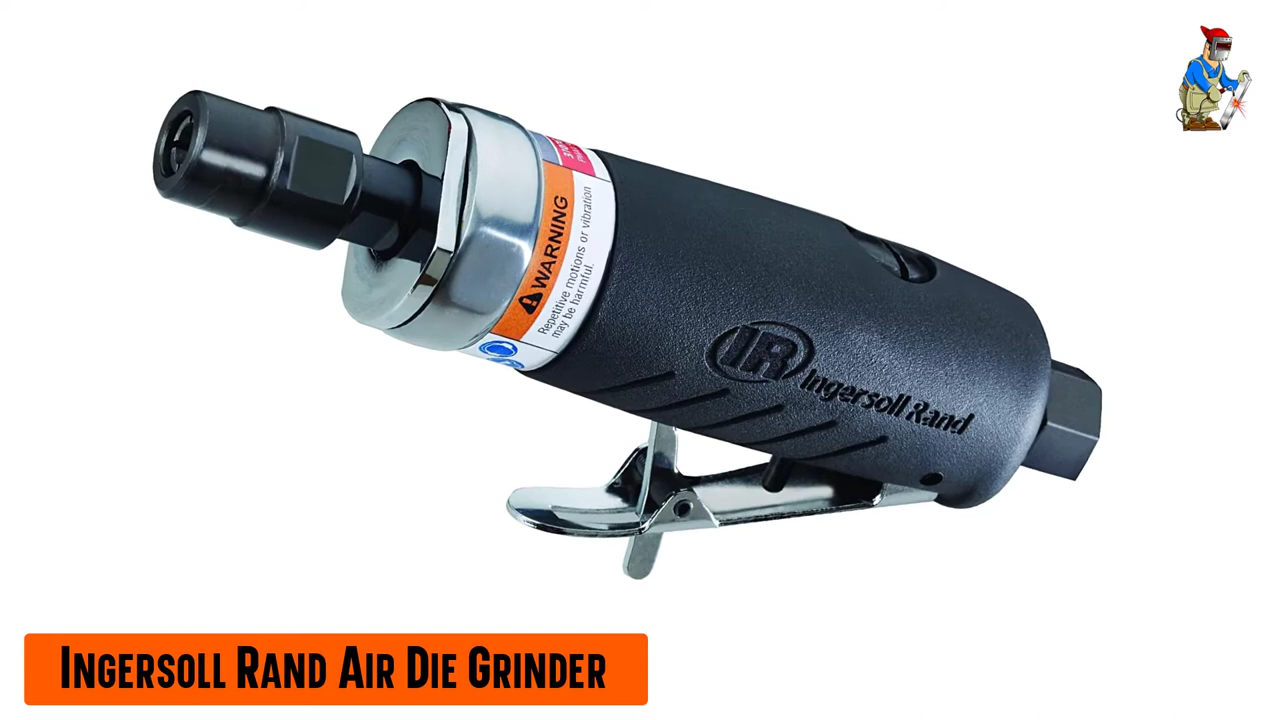 WARNING
Repetitive motions or vibration
may be harmful.
IR
Ingersoll Rand
Ingersoll Rand Air Die Grinder